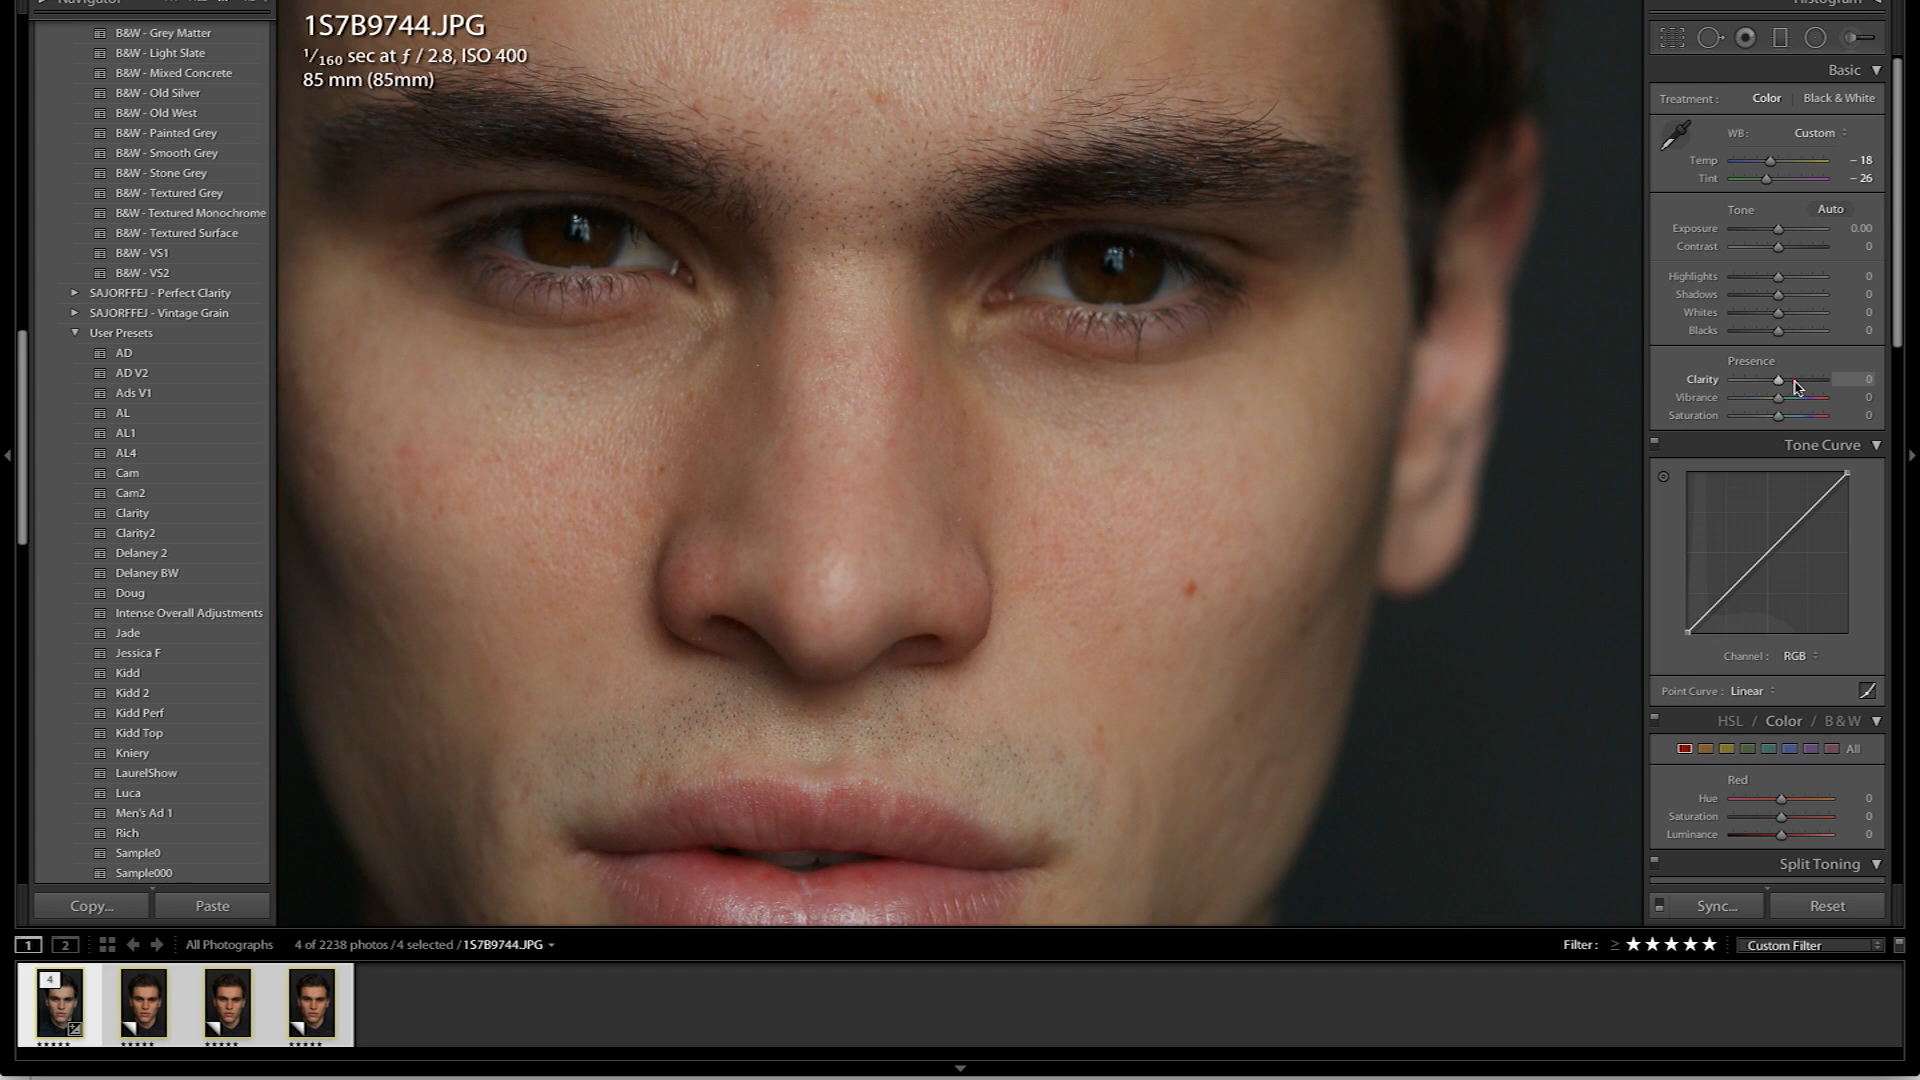 Navigator
Histogram
B&W - Grey Matter
B&W - Light Slate
B&W - Mixed Concrete
B&W - Old Silver
B&W - Old West
B&W - Painted Grey
B&W - Smooth Grey
B&W - Stone Grey
B&W - Textured Grey
B&W - Textured Monochrome
B&W - Textured Surface
B&W - VS1
B&W - VS2
SAJORFFEJ - Perfect Clarity
SAJORFFEJ - Vintage Grain
User Presets
AD
AD V2
Ads V1
AL
AL1
AL4
Cam
Cam2
Clarity
Clarity2
Delaney 2
Delaney BW
Doug
Intense Overall Adjustments
Jade
Jessica F
Kidd
Kidd 2
Kidd Perf
Kidd Top
Kniery
LaurelShow
Luca
Men's Ad 1
Rich
Sample0
Sample000
Copy...
Paste
1S7B9744.JPG
1/160 sec at ƒ / 2.8, ISO 400
85 mm (85mm)
Basic
Treatment : Color | Black & White
WB : Custom
Temp - 18
Tint - 26
Tone Auto
Exposure 0.00
Contrast 0
Highlights 0
Shadows 0
Whites 0
Blacks 0
Presence
Clarity 0
Vibrance 0
Saturation 0
Tone Curve
Channel : RGB
Point Curve : Linear
HSL / Color / B & W
All
Red
Hue 0
Saturation 0
Luminance 0
Split Toning
Sync...
Reset
1 2 All Photographs 4 of 2238 photos /4 selected /1S7B9744.JPG
Filter : ≥ ★★★★★ Custom Filter
4